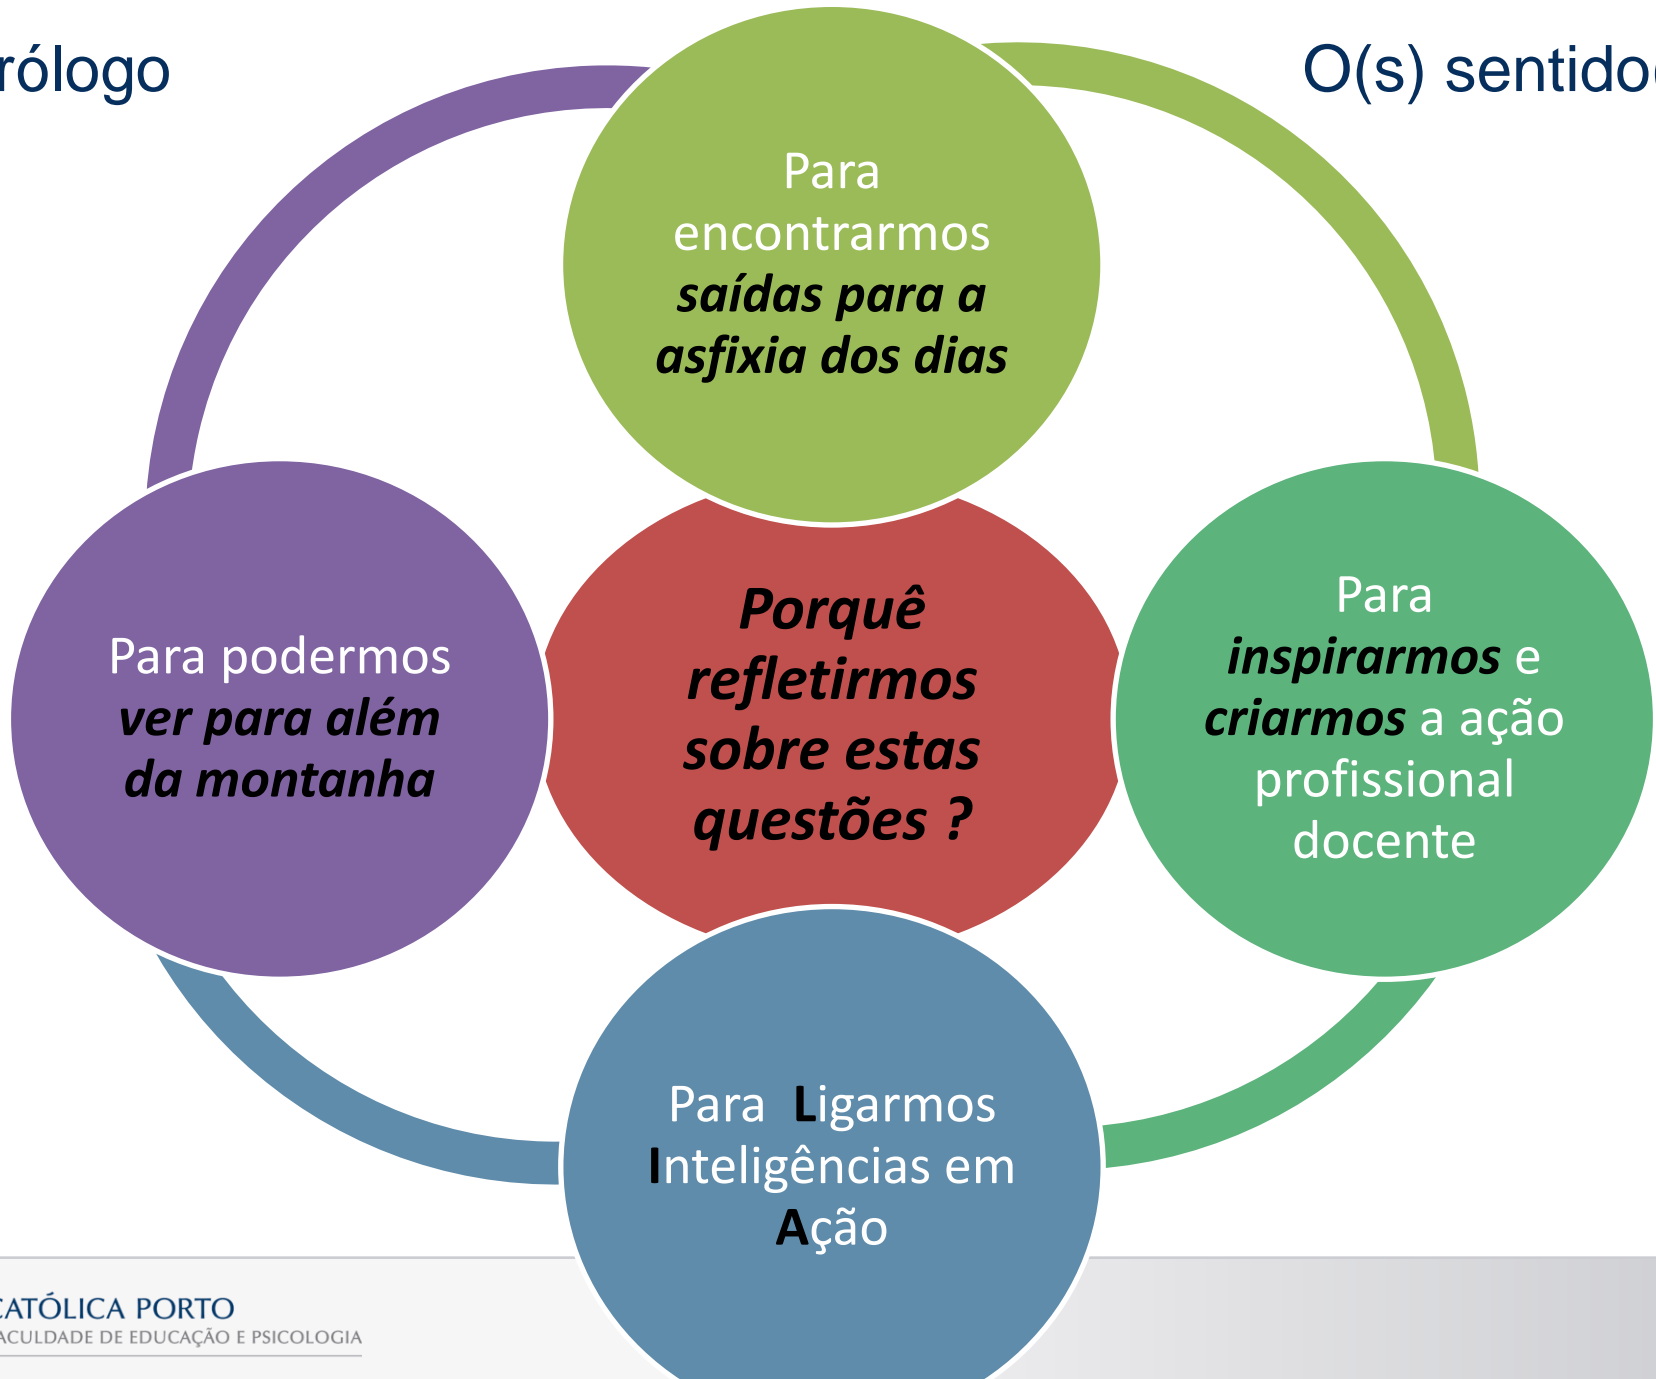 rólogo
O(s) sentido(
Para
encontrarmos
saídas para a
asfixia dos dias
Para podermos
ver para além
da montanha
Porquê
refletirmos
sobre estas
questões ?
Para
inspirarmos e
criarmos a ação
profissional
docente
Para Ligarmos
Inteligências em
Ação
CATÓLICA PORTO
FACULDADE DE EDUCAÇÃO E PSICOLOGIA